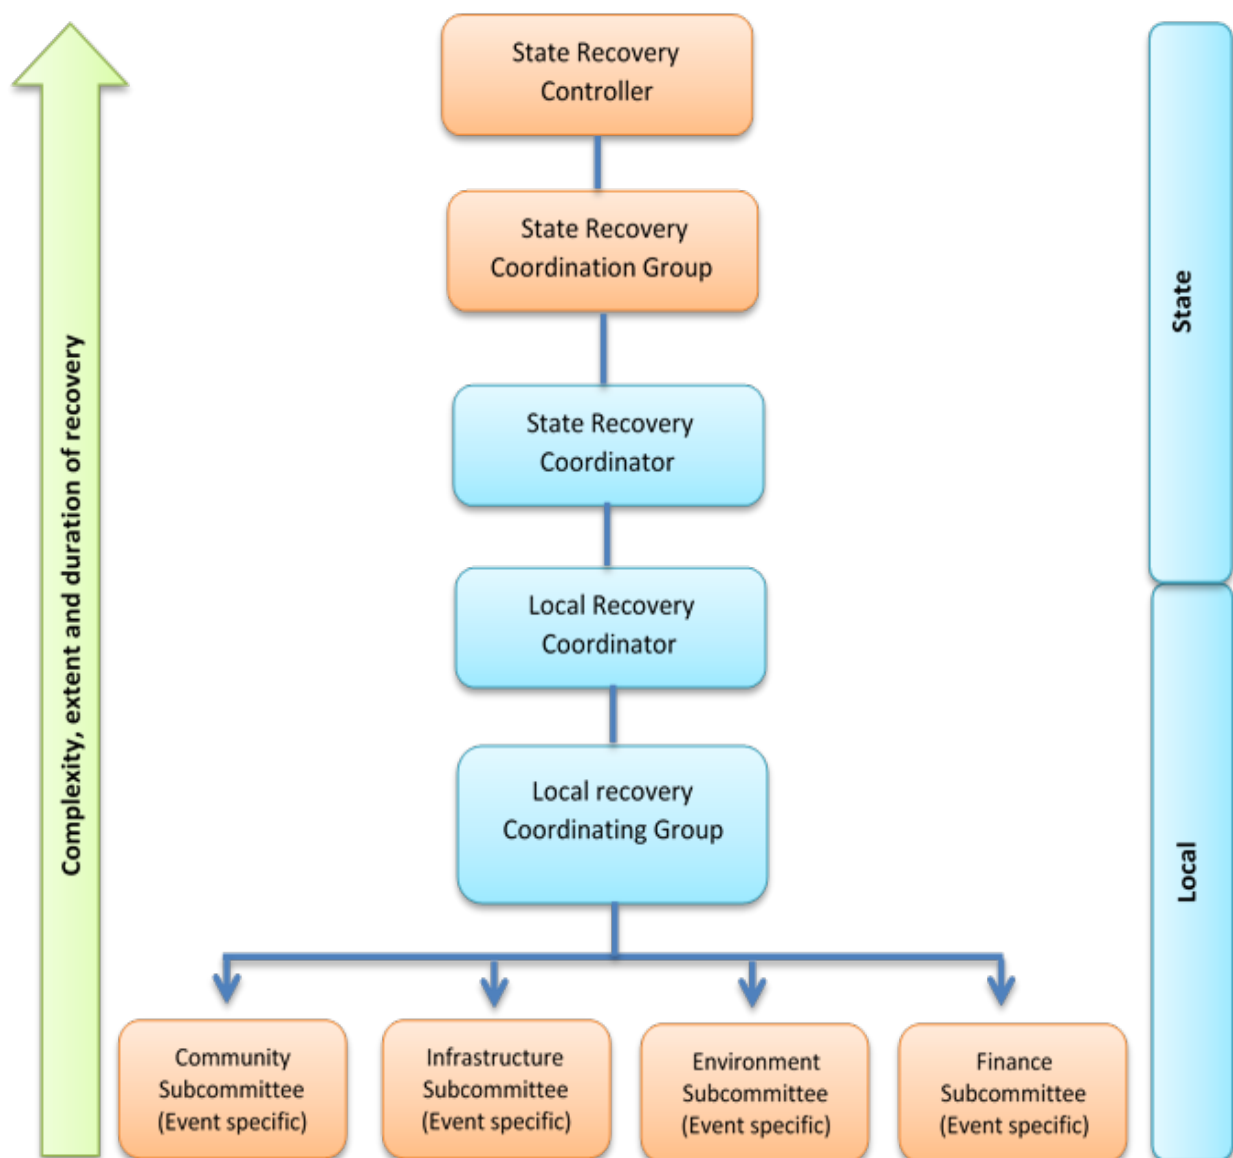 State Recovery
Controller
State Recovery
Coordination Group
State Recovery
Coordinator
Local Recovery
Coordinator
Local recovery
Coordinating Group
Community
Subcommittee
(Event specific)
Infrastructure
Subcommittee
(Event specific)
Environment
Subcommittee
(Event specific)
Finance
Subcommittee
(Event specific)
Complexity, extent and duration of recovery
State
Local